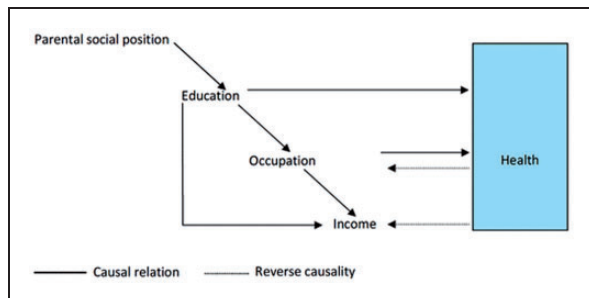 Parental social position
Education
Occupation
Health
Income
Causal relation
Reverse causality